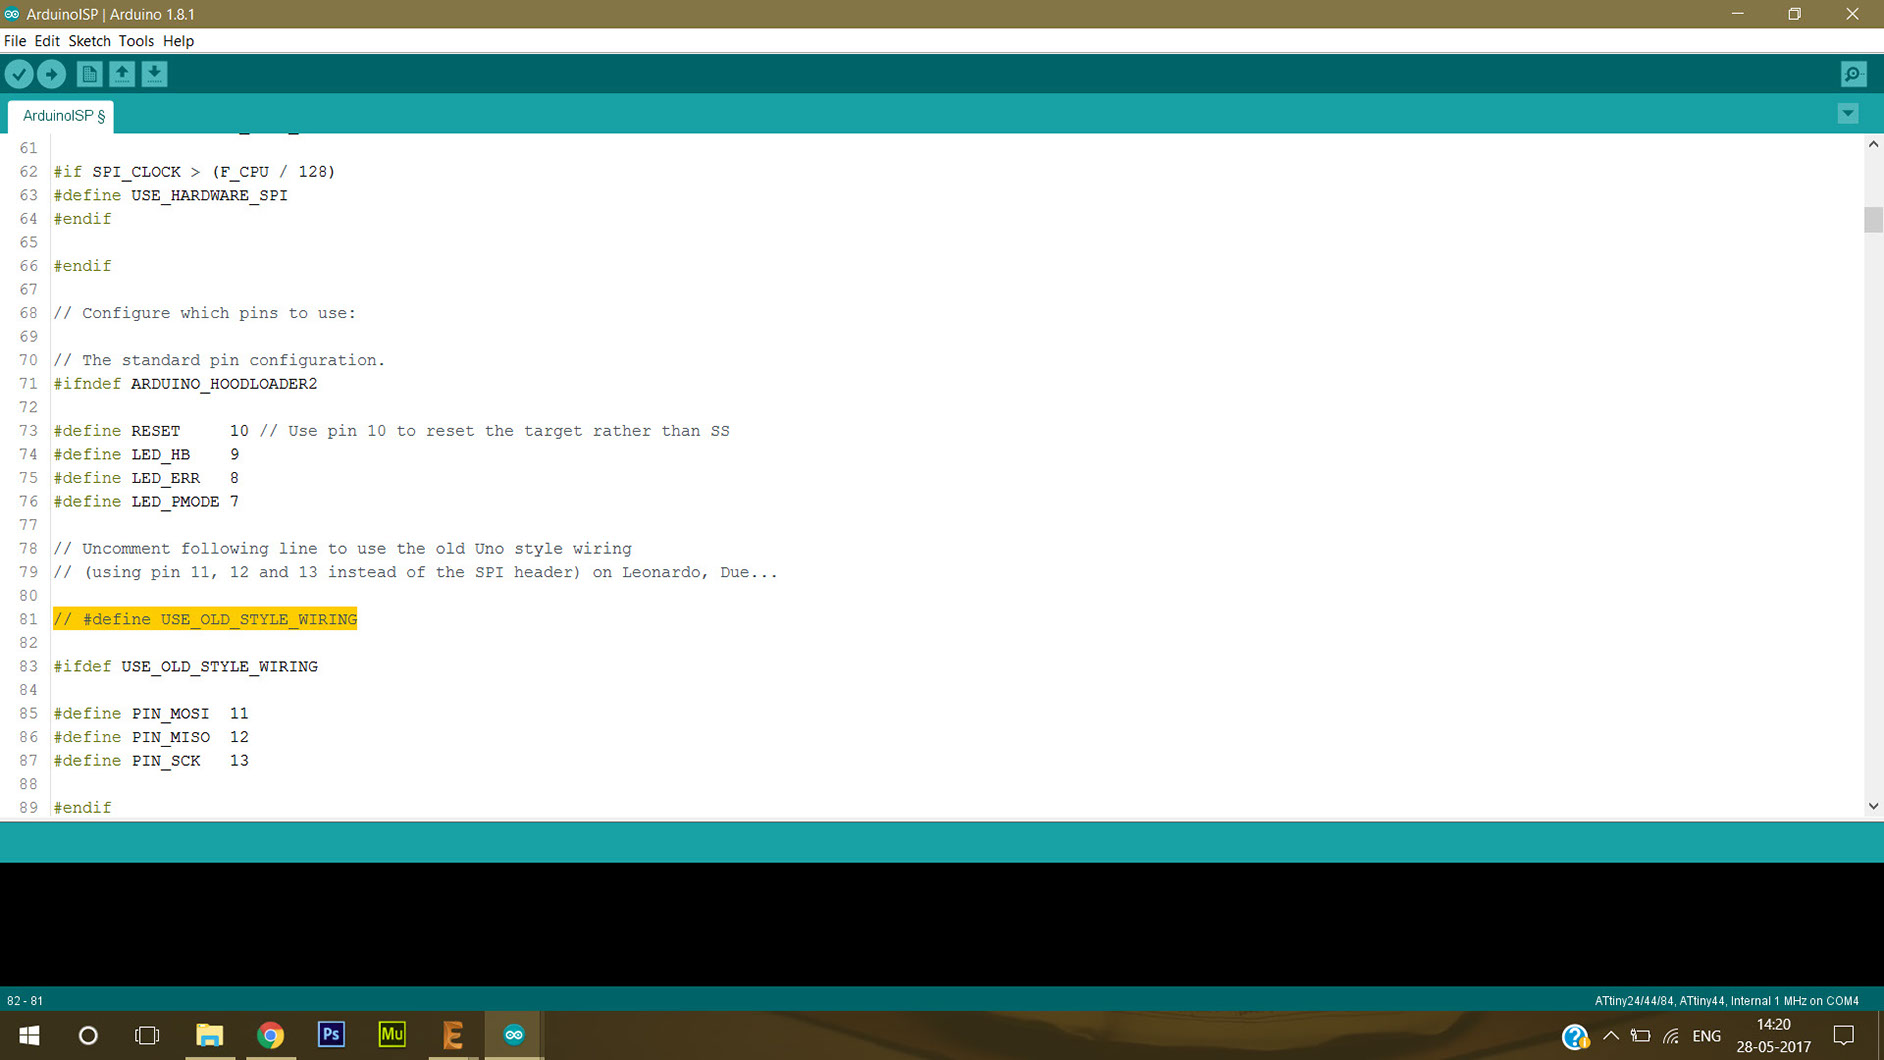 ArduinoISP | Arduino 1.8.1
File Edit Sketch Tools Help
ArduinoISP §
61
62 #if SPI_CLOCK > (F_CPU / 128)
63 #define USE_HARDWARE_SPI
64 #endif
65
66 #endif
67
68 // Configure which pins to use:
69
70 // The standard pin configuration.
71 #ifndef ARDUINO_HOODLOADER2
72
73 #define RESET     10 // Use pin 10 to reset the target rather than SS
74 #define LED_HB    9
75 #define LED_ERR   8
76 #define LED_PMODE 7
77
78 // Uncomment following line to use the old Uno style wiring
79 // (using pin 11, 12 and 13 instead of the SPI header) on Leonardo, Due...
80
81 // #define USE_OLD_STYLE_WIRING
82
83 #ifdef USE_OLD_STYLE_WIRING
84
85 #define PIN_MOSI  11
86 #define PIN_MISO  12
87 #define PIN_SCK   13
88
89 #endif
82 - 81
ATtiny24/44/84, ATtiny44, Internal 1 MHz on COM4
Ps
Mu
ENG
14:20
28-05-2017